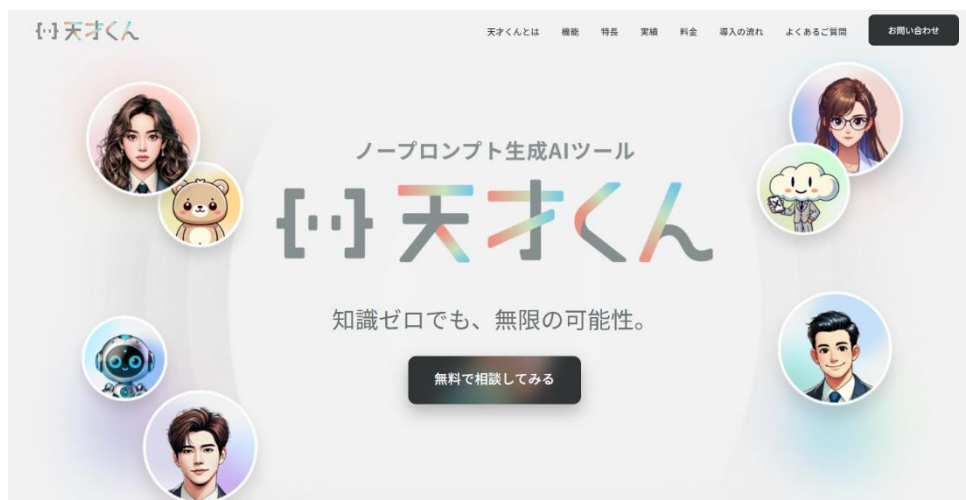 {··} 天才くん
天才くんとは 機能 特長 実績 料金 導入の流れ よくあるご質問 お問い合わせ
ノープロンプト生成AIツール
{··} 天才くん
知識ゼロでも、無限の可能性。
無料で相談してみる